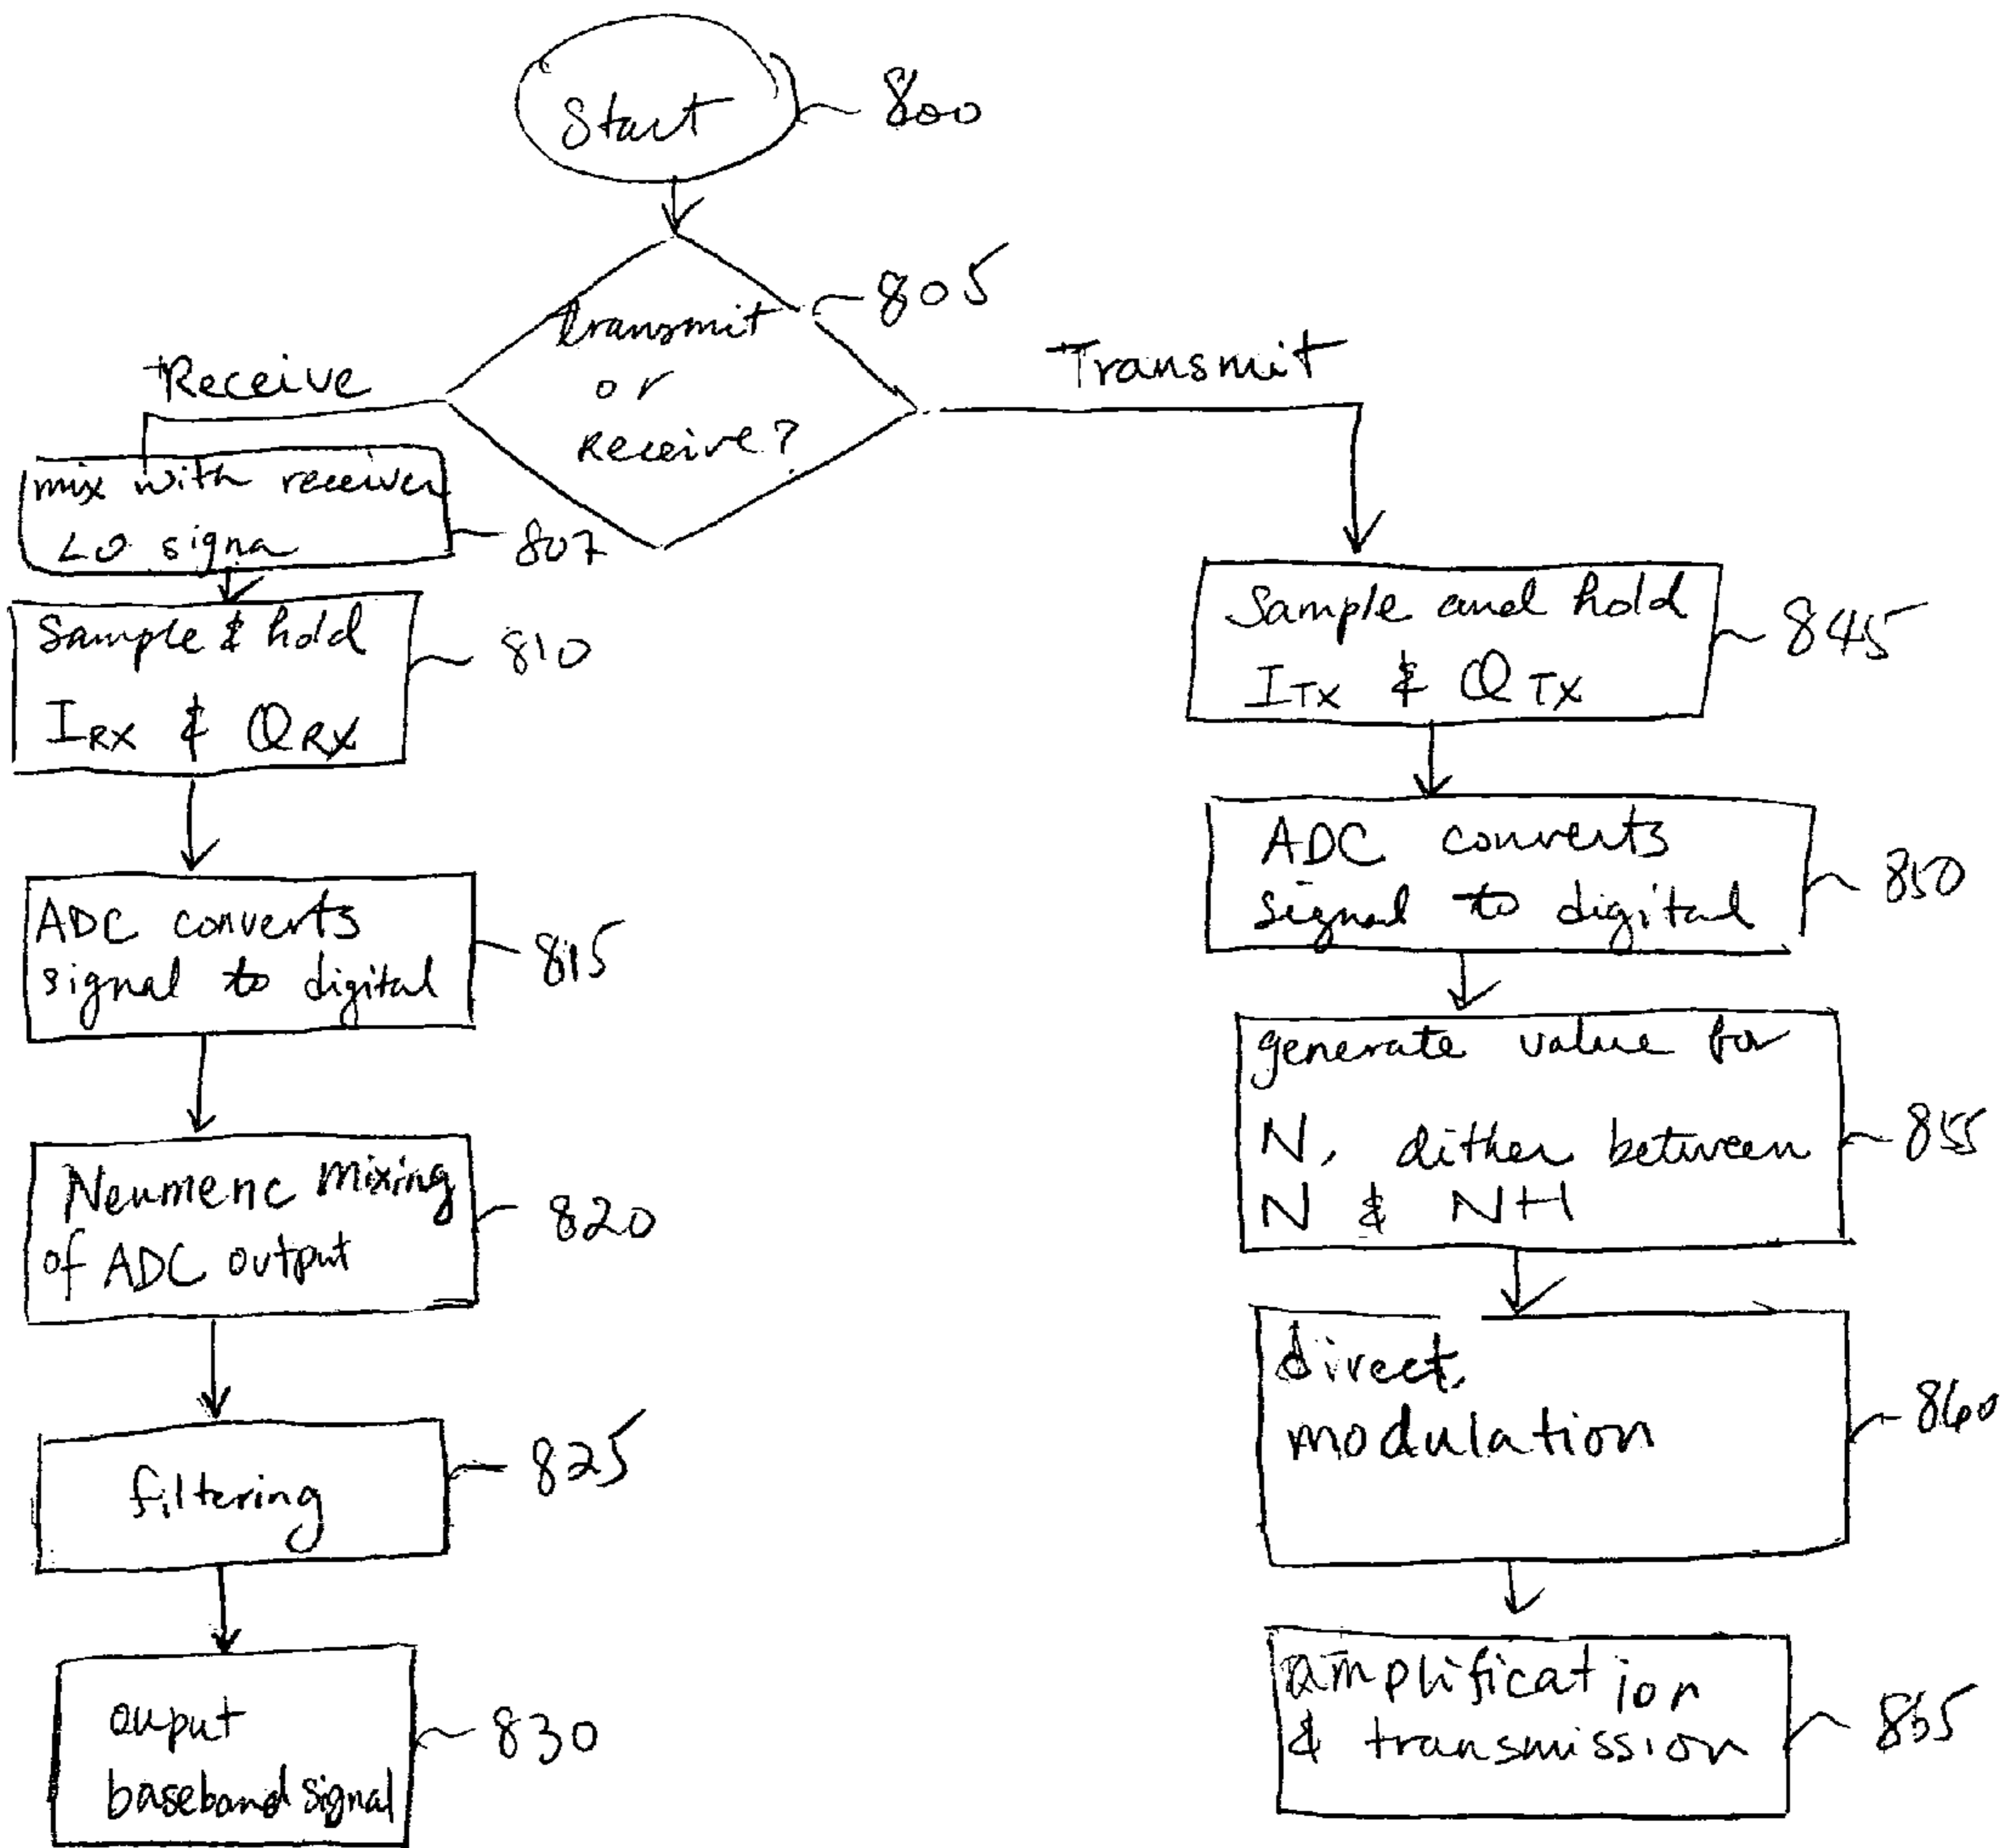 Start
800
transmit
or
Receive?
805
Receive
Transmit
mix with receiver
LO signa
807
Sample & hold
IRX & QRX
810
ADC converts
signal to digital
815
Neumenc mixing
of ADC output
820
filtering
825
ouput
baseband signal
830
Sample and hold
ITX & QTX
845
ADC converts
signal to digital
850
generate value for
N, dither between
N & NH
855
direct
modulation
860
amplification
& transmission
865